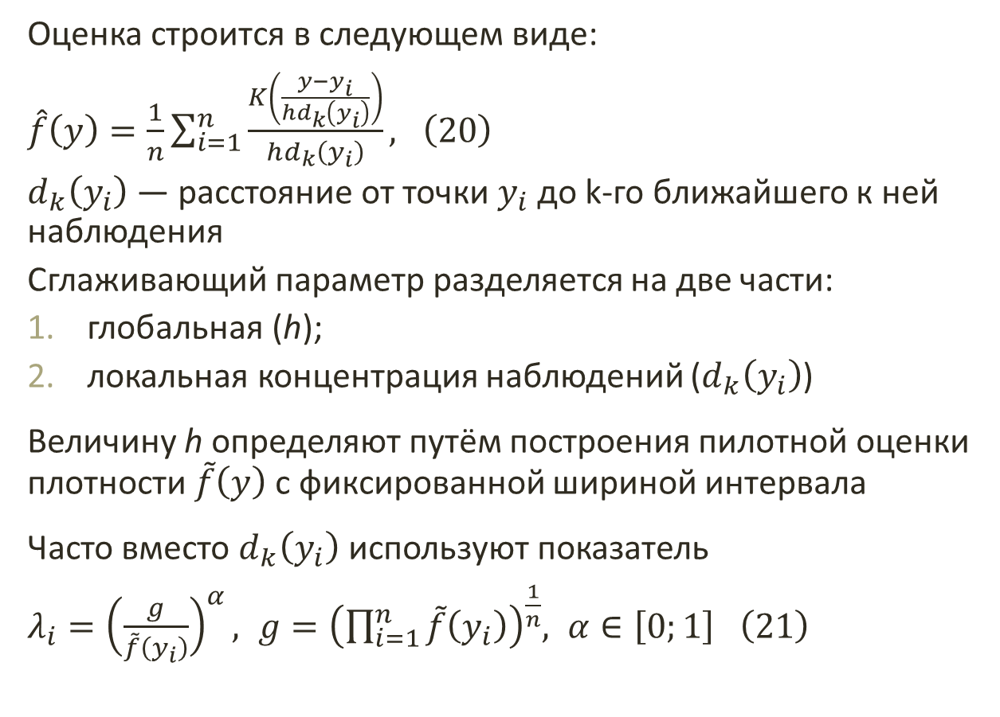 Оценка строится в следующем виде:
$\hat{f}(y) = \frac{1}{n}\sum_{i=1}^{n} \frac{K\left(\frac{y-y_i}{hd_k(y_i)}\right)}{hd_k(y_i)}$, (20)
$d_k(y_i)$ — расстояние от точки $y_i$ до k-го ближайшего к ней
наблюдения
Сглаживающий параметр разделяется на две части:
1. глобальная (h);
2. локальная концентрация наблюдений ($d_k(y_i)$)
Величину h определяют путём построения пилотной оценки
плотности $\tilde{f}(y)$ с фиксированной шириной интервала
Часто вместо $d_k(y_i)$ используют показатель
$\lambda_i = \left(\frac{g}{\tilde{f}(y_i)}\right)^{\alpha}$, $g = \left(\prod_{i=1}^{n} \tilde{f}(y_i)\right)^{\frac{1}{n}}$, $\alpha \in [0; 1]$ (21)